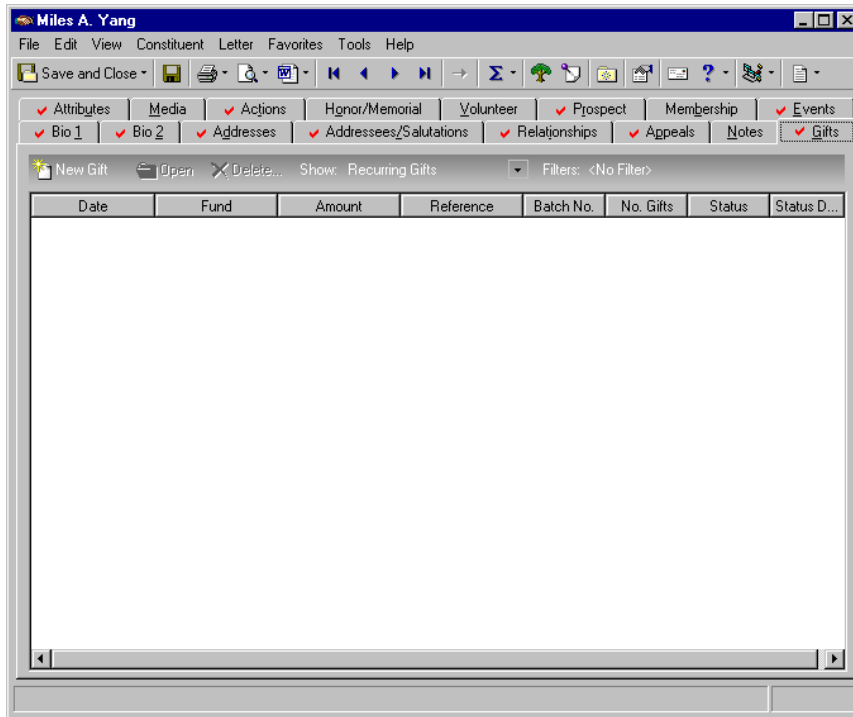 Miles A. Yang
File Edit View Constituent Letter Favorites Tools Help
Save and Close
Attributes Media Actions Honor/Memorial Volunteer Prospect Membership Events
Bio 1 Bio 2 Addresses Addressees/Salutations Relationships Appeals Notes Gifts
New Gift Open Delete... Show: Recurring Gifts Filters: <No Filter>
Date Fund Amount Reference Batch No. No. Gifts Status Status D...